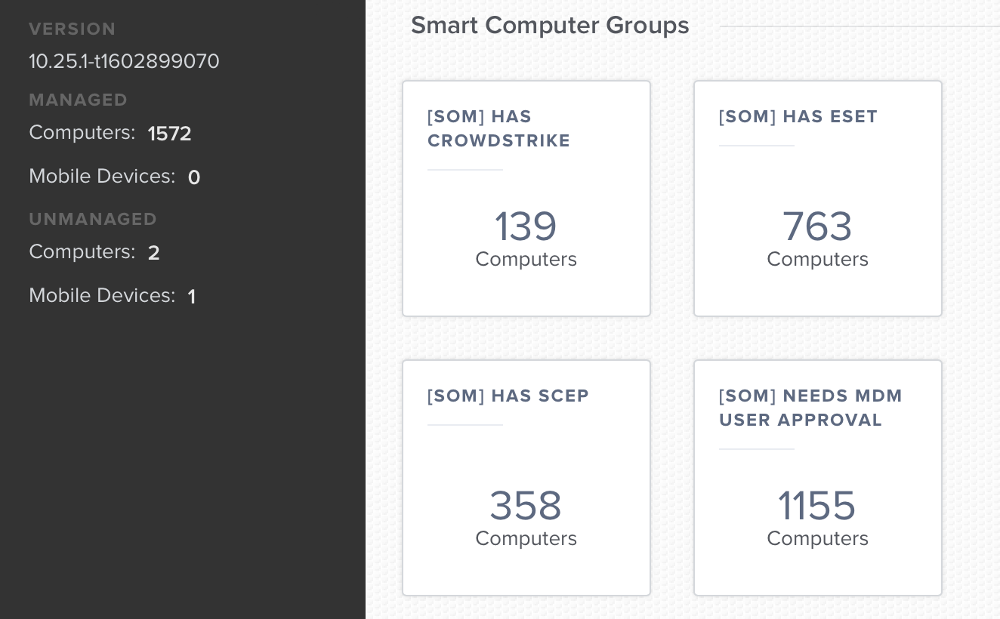 VERSION
10.25.1-t1602899070
MANAGED
Computers: 1572
Mobile Devices: 0
UNMANAGED
Computers: 2
Mobile Devices: 1
Smart Computer Groups
[SOM] HAS
CROWDSTRIKE
139
Computers
[SOM] HAS ESET
763
Computers
[SOM] HAS SCEP
358
Computers
[SOM] NEEDS MDM
USER APPROVAL
1155
Computers